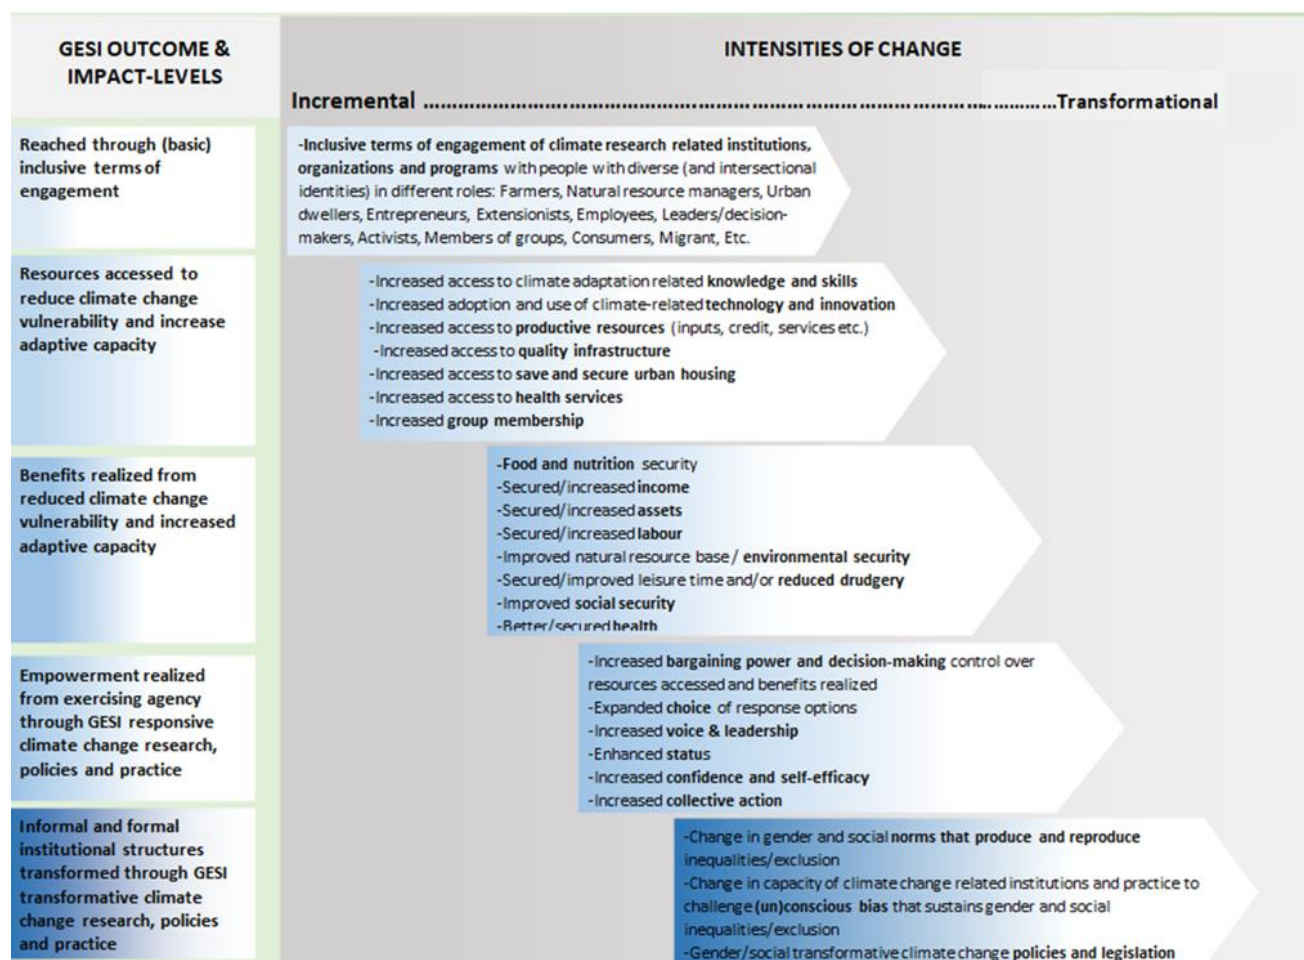 GESI OUTCOME &
IMPACT-LEVELS
INTENSITIES OF CHANGE
Incremental ……………………………………………………………………………………………Transformational
Reached through (basic)
inclusive terms of
engagement
-Inclusive terms of engagement of climate research related institutions,
organizations and programs with people with diverse (and intersectional
identities) in different roles: Farmers, Natural resource managers, Urban
dwellers, Entrepreneurs, Extensionists, Employees, Leaders/decision-
makers, Activists, Members of groups, Consumers, Migrant, Etc.
Resources accessed to
reduce climate change
vulnerability and increase
adaptive capacity
-Increased access to climate adaptation related knowledge and skills
-Increased adoption and use of climate-related technology and innovation
-Increased access to productive resources (inputs, credit, services etc.)
-Increased access to quality infrastructure
-Increased access to save and secure urban housing
-Increased access to health services
-Increased group membership
Benefits realized from
reduced climate change
vulnerability and increased
adaptive capacity
-Food and nutrition security
-Secured/increased income
-Secured/increased assets
-Secured/increased labour
-Improved natural resource base/ environmental security
-Secured/improved leisure time and/or reduced drudgery
-Improved social security
-Better/secured health
Empowerment realized
from exercising agency
through GESI responsive
climate change research,
policies and practice
-Increased bargaining power and decision-making control over
resources accessed and benefits realized
-Expanded choice of response options
-Increased voice & leadership
-Enhanced status
-Increased confidence and self-efficacy
-Increased collective action
Informal and formal
institutional structures
transformed through GESI
transformative climate
change research, policies
and practice
-Change in gender and social norms that produce and reproduce
inequalities/exclusion
-Change in capacity of climate change related institutions and practice to
challenge (un)conscious bias that sustains gender and social
inequalities/exclusion
-Gender/social transformative climate change policies and legislation